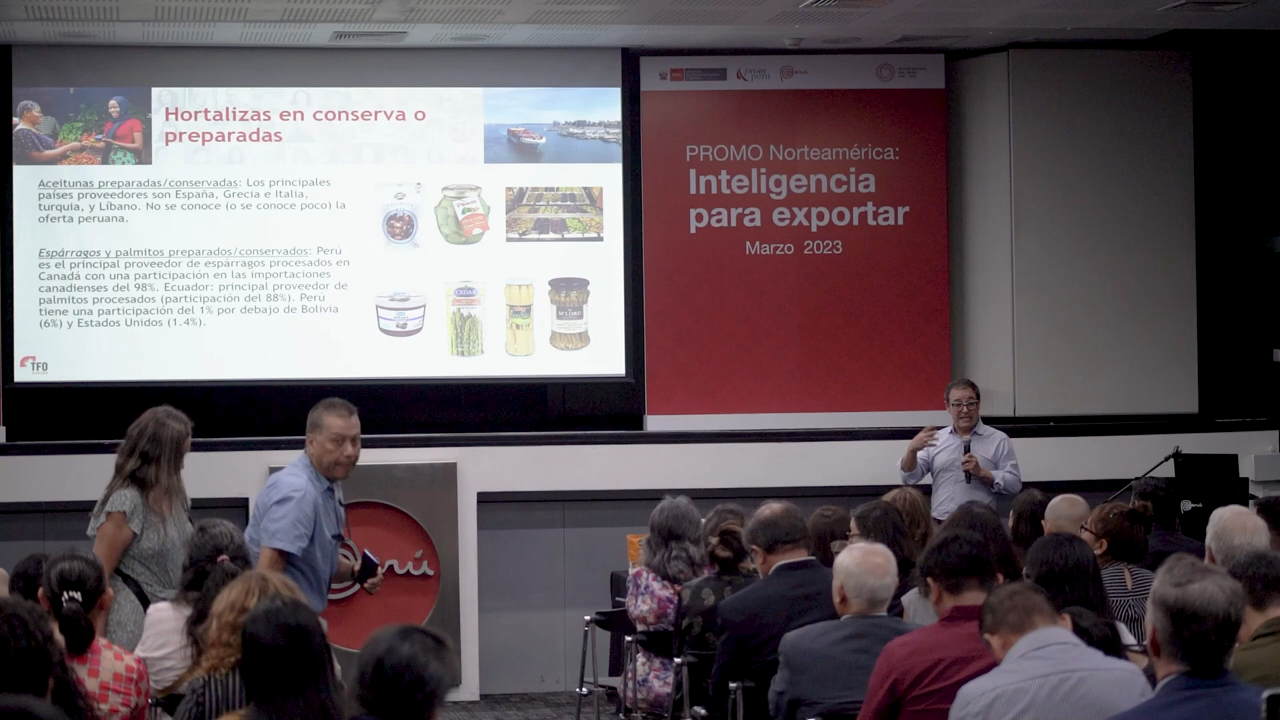 Hortalizas en conserva o
preparadas
Aceitunas preparadas/conservadas: Los principales
países proveedores son España, Grecia e Italia,
turquia, y Líbano. No se conoce (o se conoce poco) la
oferta peruana.
Espárragos y palmitos preparados/conservados: Perú
es el principal proveedor de espárragos procesados en
Canadá con una participación en las importaciones
canadienses del 98%. Ecuador: principal proveedor de
palmitos procesados (participación del 88%). Perú
tiene una participación del 1% por debajo de Bolivia
(6%) y Estados Unidos (1.4%).
CEDAR
TFO
PROMO Norteamérica:
Inteligencia
para exportar
Marzo 2023
Perú